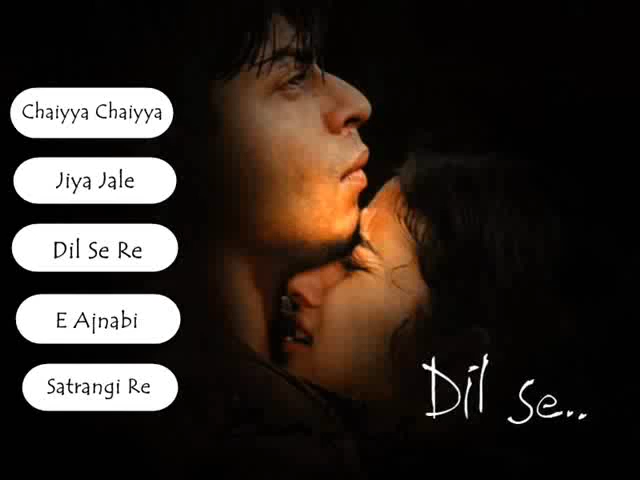 Chaiyya Chaiyya
Jiya Jale
Dil Se Re
E Ajnabi
Satrangi Re
Dil se..